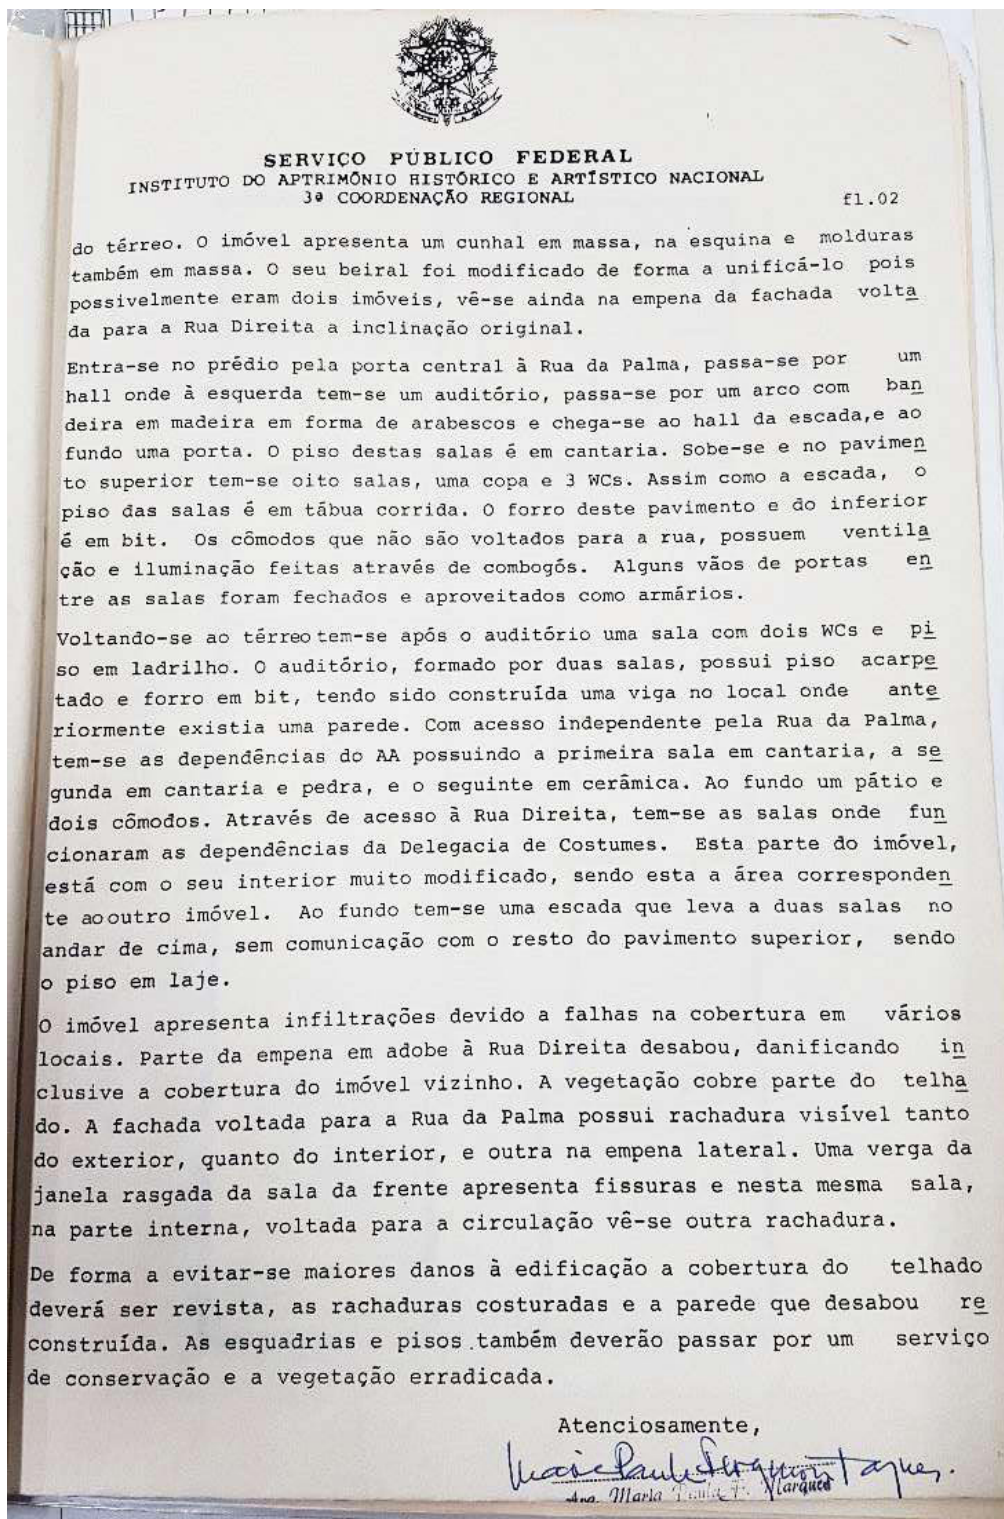 SERVIÇO PÚBLICO FEDERAL
INSTITUTO DO APTRIMÔNIO HISTÓRICO E ARTÍSTICO NACIONAL
3ª COORDENAÇÃO REGIONAL
fl.02
do térreo. O imóvel apresenta um cunhal em massa, na esquina e molduras
também em massa. O seu beiral foi modificado de forma a unificá-lo pois
possivelmente eram dois imóveis, vê-se ainda na empena da fachada volta
da para a Rua Direita a inclinação original.
Entra-se no prédio pela porta central à Rua da Palma, passa-se por um
hall onde à esquerda tem-se um auditório, passa-se por um arco com ban
deira em madeira em forma de arabescos e chega-se ao hall da escada,e ao
fundo uma porta. O piso destas salas é em cantaria. Sobe-se e no pavimen
to superior tem-se oito salas, uma copa e 3 WCs. Assim como a escada, o
piso das salas é em tábua corrida. O forro deste pavimento e do inferior
é em bit. Os cômodos que não são voltados para a rua, possuem ventila
ção e iluminação feitas através de combogós. Alguns vãos de portas en
tre as salas foram fechados e aproveitados como armários.
Voltando-se ao térreo tem-se após o auditório uma sala com dois WCs e pi
so em ladrilho. O auditório, formado por duas salas, possui piso acarpe
tado e forro em bit, tendo sido construída uma viga no local onde ante
riormente existia uma parede. Com acesso independente pela Rua da Palma,
tem-se as dependências do AA possuindo a primeira sala em cantaria, a se
gunda em cantaria e pedra, e o seguinte em cerâmica. Ao fundo um pátio e
dois cômodos. Através de acesso à Rua Direita, tem-se as salas onde fun
cionaram as dependências da Delegacia de Costumes. Esta parte do imóvel,
está com o seu interior muito modificado, sendo esta a área corresponden
te ao outro imóvel. Ao fundo tem-se uma escada que leva a duas salas no
andar de cima, sem comunicação com o resto do pavimento superior, sendo
o piso em laje.
O imóvel apresenta infiltrações devido a falhas na cobertura em vários
locais. Parte da empena em adobe à Rua Direita desabou, danificando in
clusive a cobertura do imóvel vizinho. A vegetação cobre parte do telha
do. A fachada voltada para a Rua da Palma possui rachadura visível tanto
do exterior, quanto do interior, e outra na empena lateral. Uma verga da
janela rasgada da sala da frente apresenta fissuras e nesta mesma sala,
na parte interna, voltada para a circulação vê-se outra rachadura.
De forma a evitar-se maiores danos à edificação a cobertura do telhado
deverá ser revista, as rachaduras costuradas e a parede que desabou re
construída. As esquadrias e pisos também deverão passar por um serviço
de conservação e a vegetação erradicada.
Atenciosamente,
Maria Marques